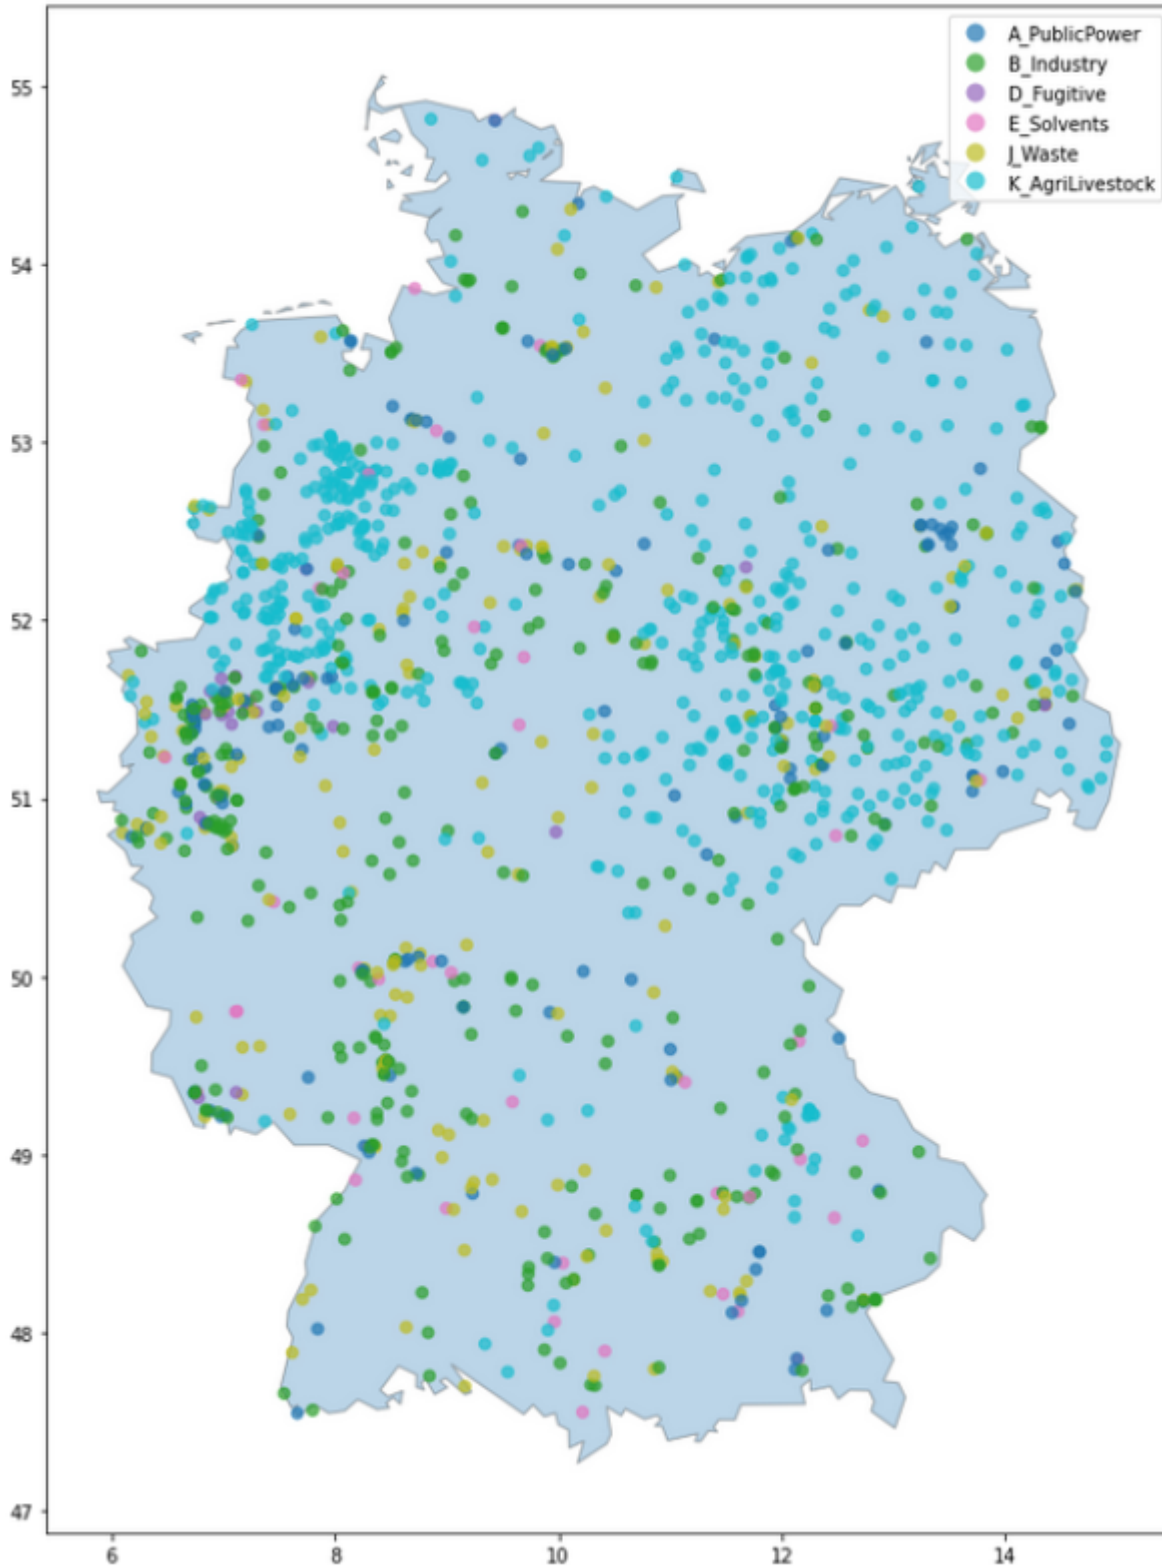 A_PublicPower
B_Industry
D_Fugitive
E_Solvents
J_Waste
K_AgriLivestock
55
54
53
52
51
50
49
48
47
6 8 10 12 14